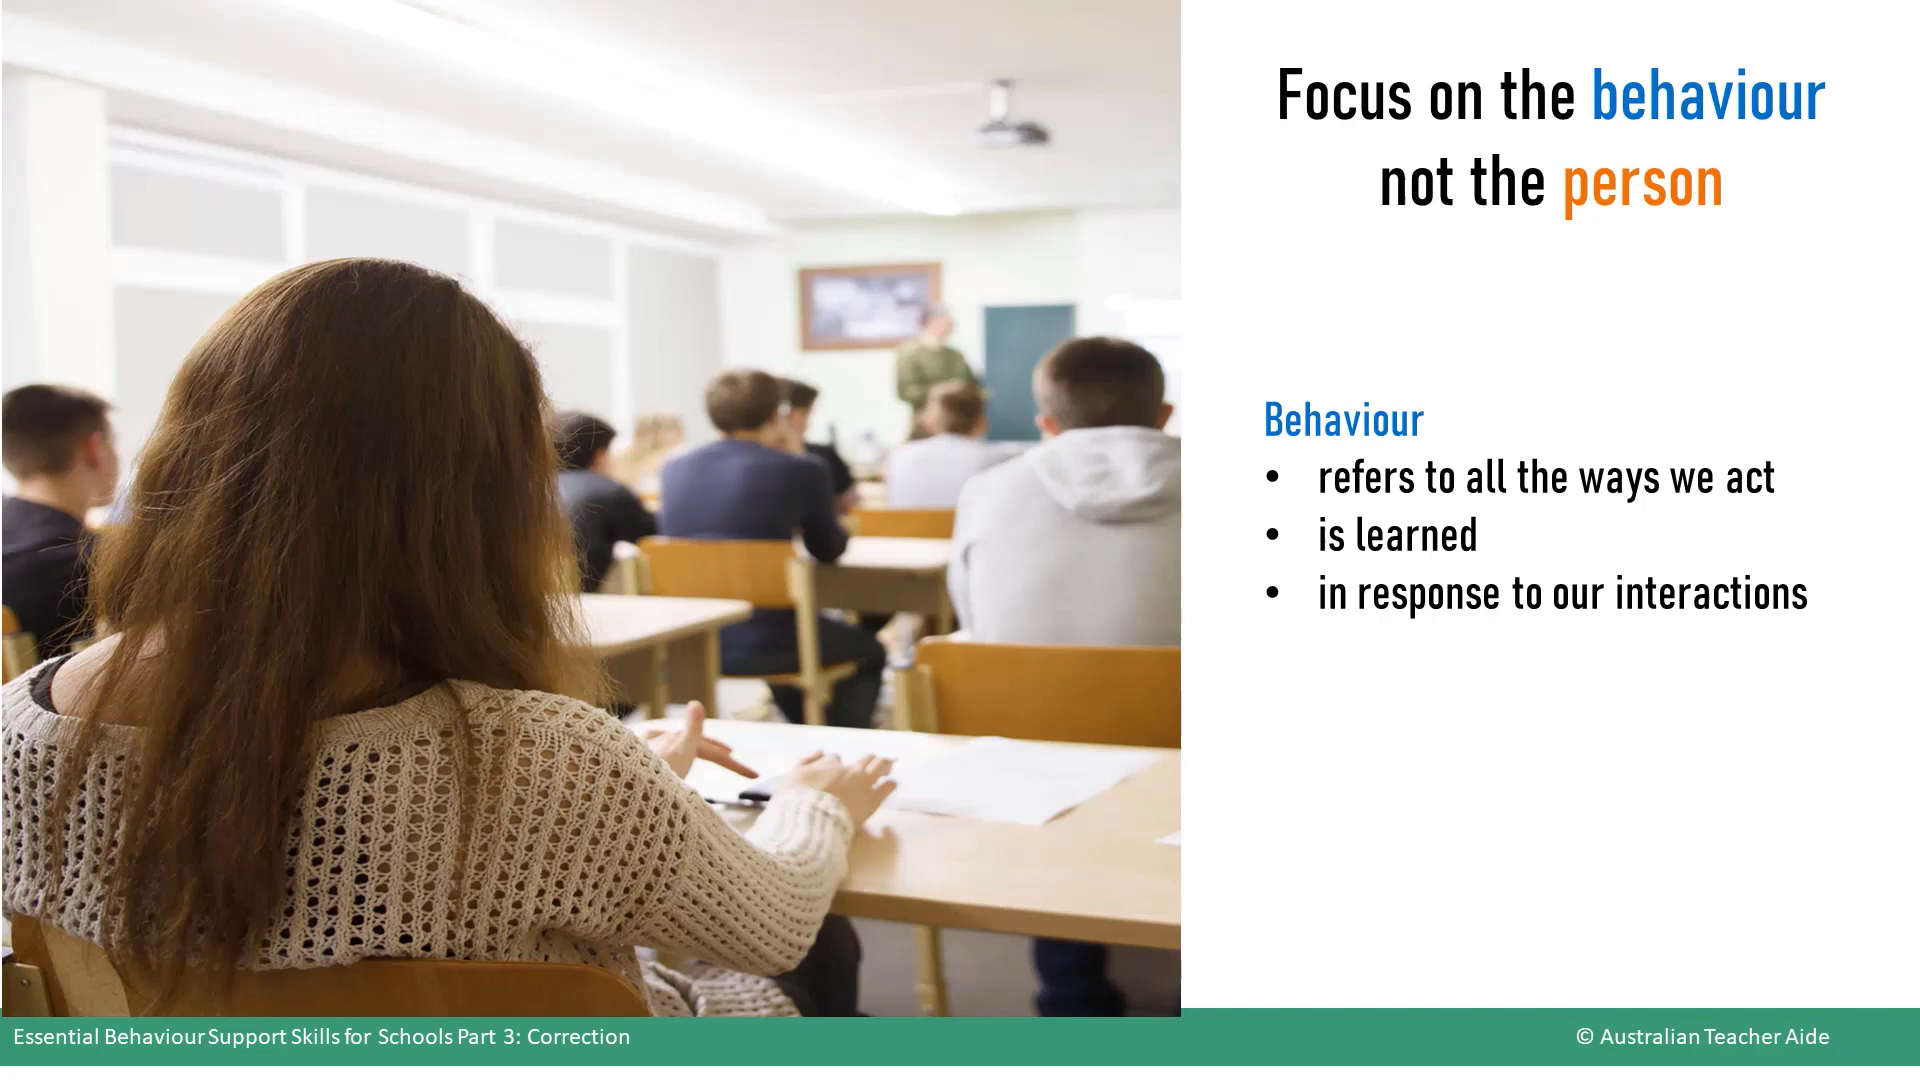 Focus on the behaviour
not the person
Behaviour
• refers to all the ways we act
• is learned
• in response to our interactions
Essential Behaviour Support Skills for Schools Part 3: Correction
© Australian Teacher Aide